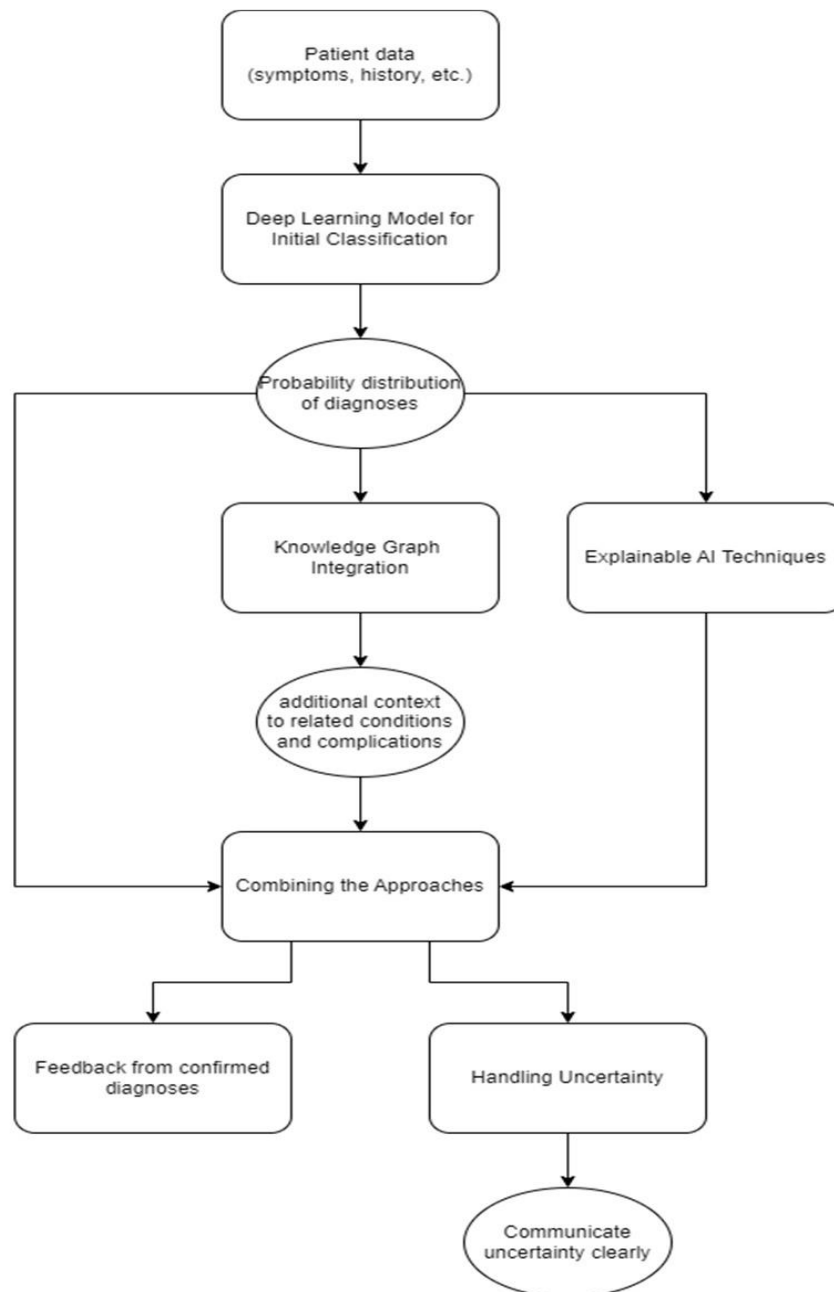 Patient data
(symptoms, history, etc.)
Deep Learning Model for
Initial Classification
Probability distribution
of diagnoses
Knowledge Graph
Integration
Explainable AI Techniques
additional context
to related conditions
and complications
Combining the Approaches
Feedback from confirmed
diagnoses
Handling Uncertainty
Communicate
uncertainty clearly